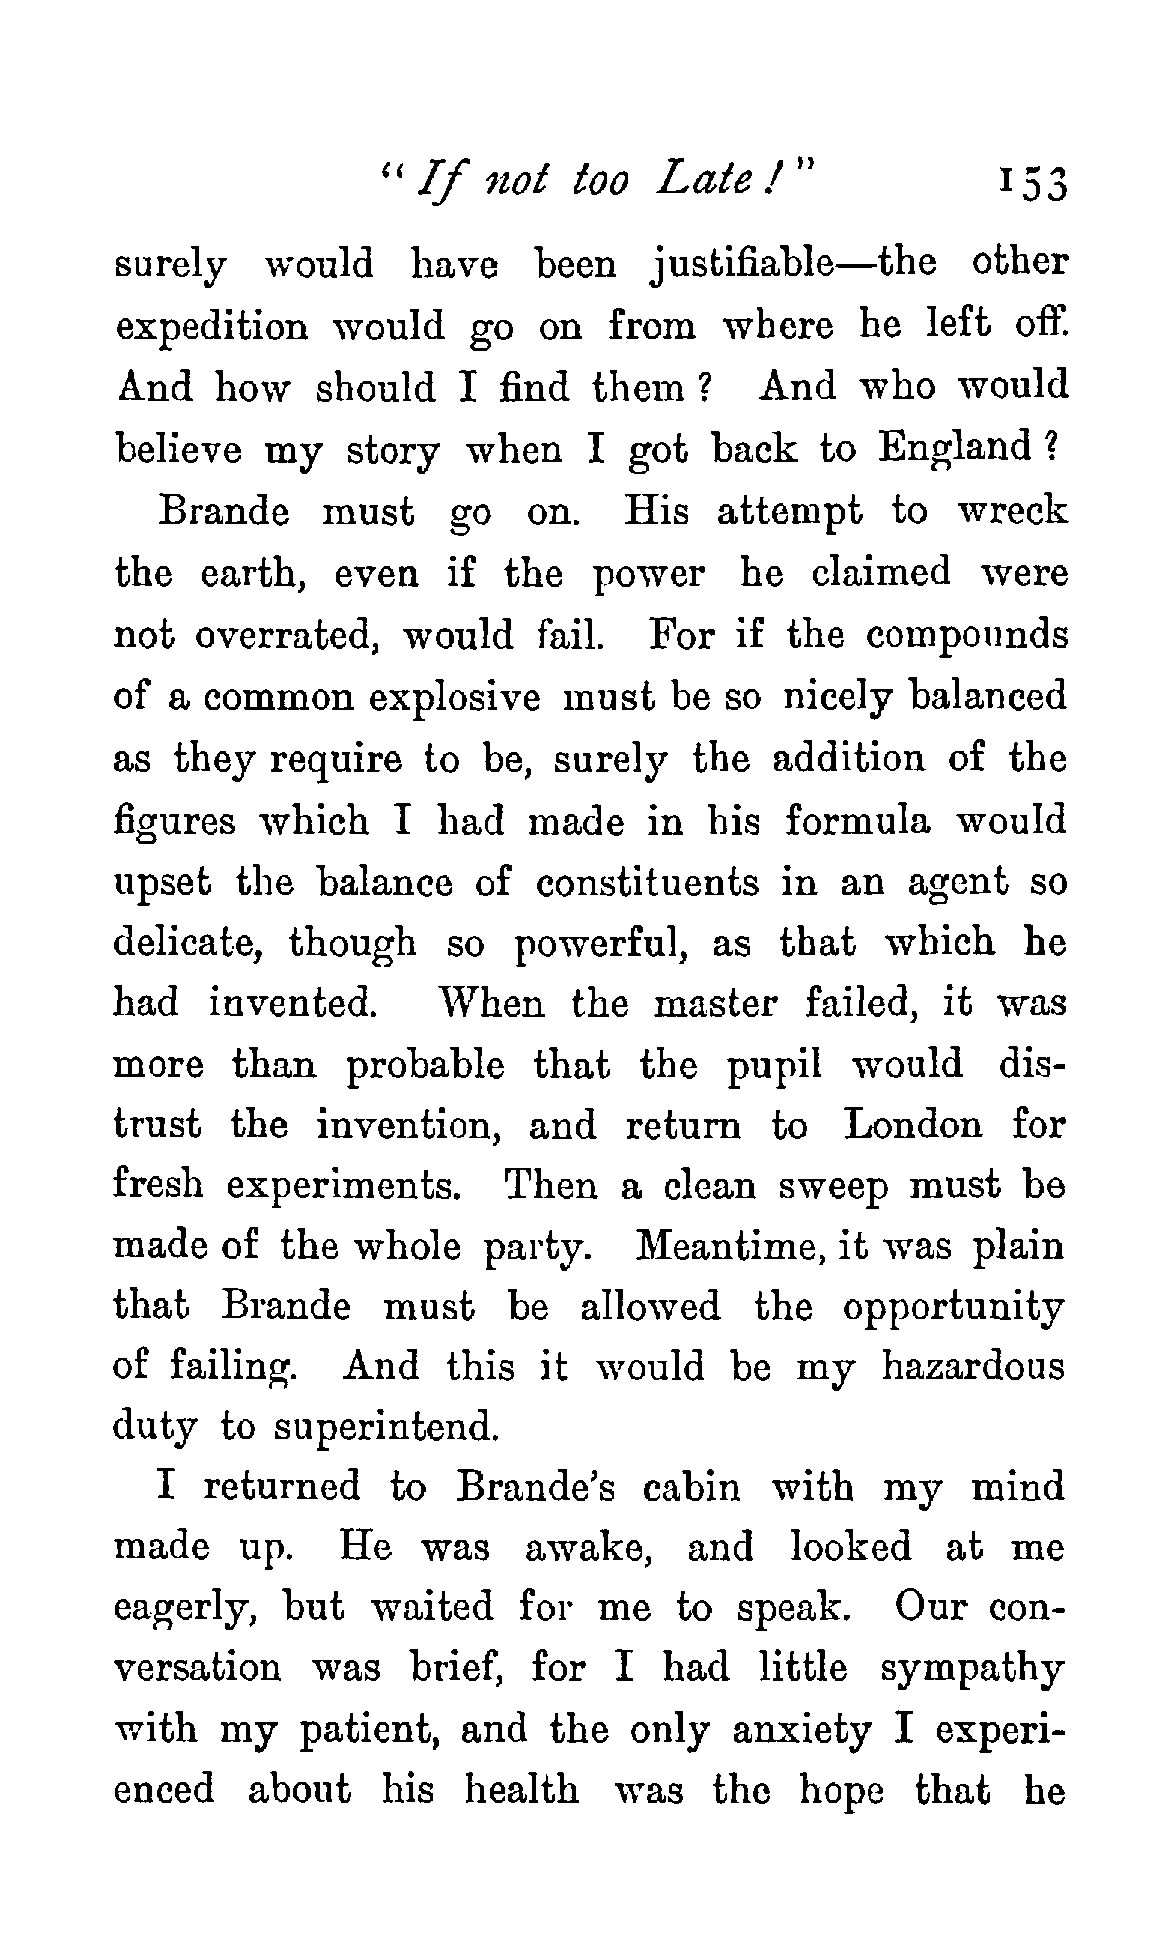 “ If not too Late ! ” 153
surely would have been justifiable—the other
expedition would go on from where he left off.
And how should I find them ? And who would
believe my story when I got back to England ?
Brande must go on. His attempt to wreck
the earth, even if the power he claimed were
not overrated, would fail. For if the compounds
of a common explosive must be so nicely balanced
as they require to be, surely the addition of the
figures which I had made in his formula would
upset the balance of constituents in an agent so
delicate, though so powerful, as that which he
had invented. When the master failed, it was
more than probable that the pupil would dis-
trust the invention, and return to London for
fresh experiments. Then a clean sweep must be
made of the whole party. Meantime, it was plain
that Brande must be allowed the opportunity
of failing. And this it would be my hazardous
duty to superintend.
I returned to Brande’s cabin with my mind
made up. He was awake, and looked at me
eagerly, but waited for me to speak. Our con-
versation was brief, for I had little sympathy
with my patient, and the only anxiety I experi-
enced about his health was the hope that he